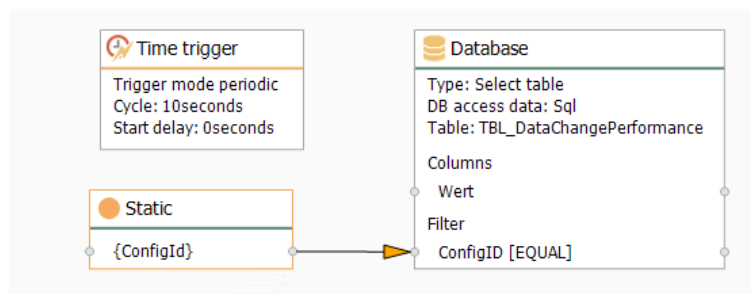 Time trigger
Trigger mode periodic
Cycle: 10seconds
Start delay: 0seconds
Static
{ConfigId}
Database
Type: Select table
DB access data: Sql
Table: TBL_DataChangePerformance
Columns
Wert
Filter
ConfigID [EQUAL]